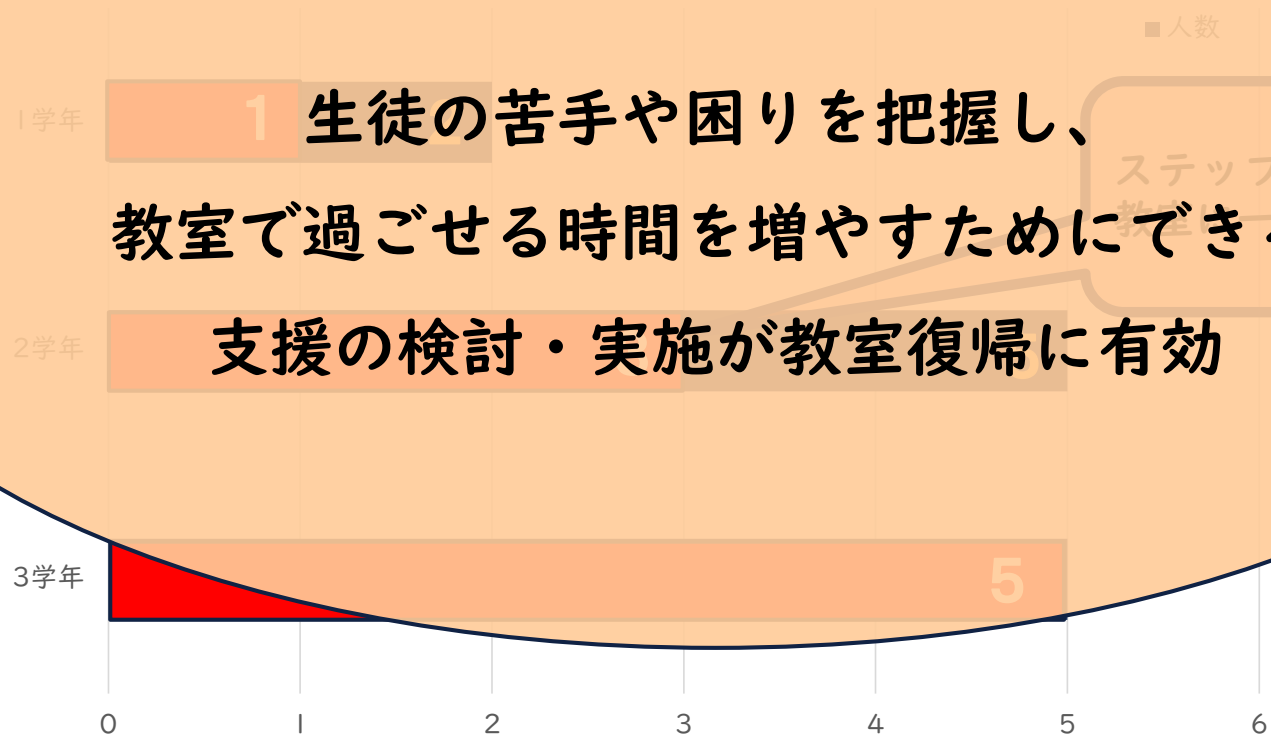 ■人数
1学年
1
生徒の苦手や困りを把握し、
ステップ
教室に
教室で過ごせる時間を増やすためにでき
2学年
支援の検討・実施が教室復帰に有効
3学年
5
0
1
2
3
4
5
6